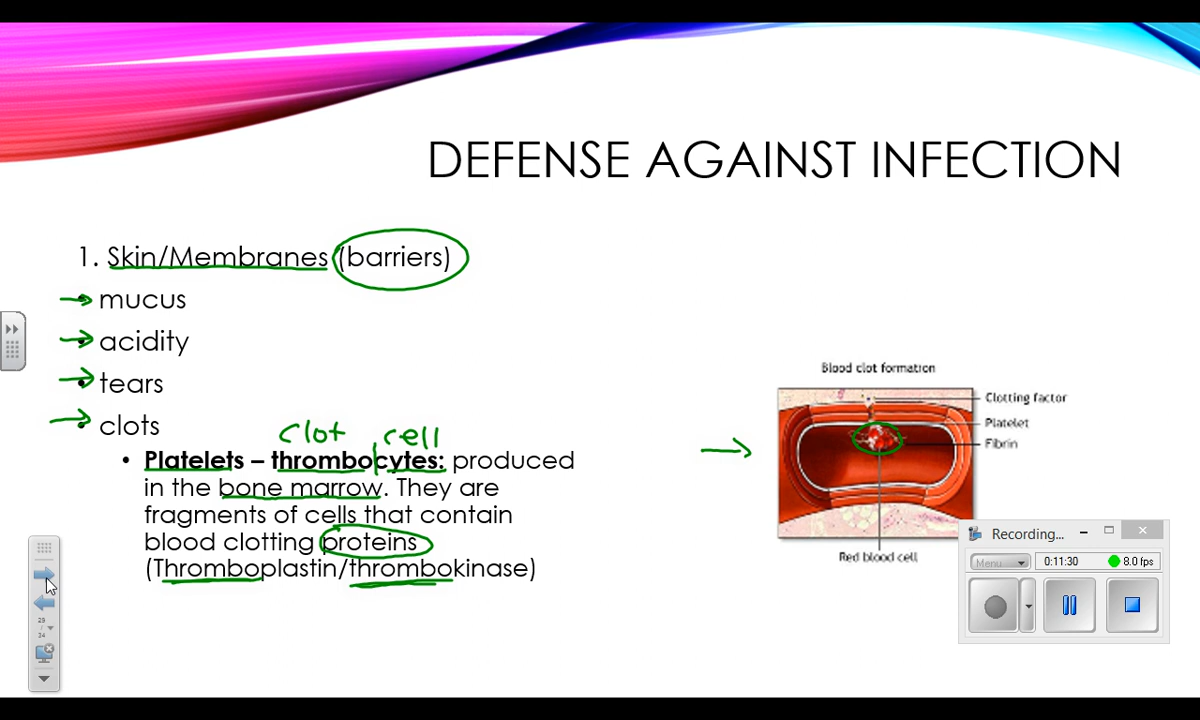 DEFENSE AGAINST INFECTION
1. Skin/Membranes (barriers)
mucus
acidity
tears
• clots
clot cell
• Platelets – thrombocytes: produced
in the bone marrow. They are
fragments of cells that contain
blood clotting proteins
(Thromboplastin/thrombokinase)
Blood clot formation
Clotting factor
Platelet
Fibrin
Red blood cell
Recording...
Menu
0:11:30
8.0 fps
29
/
24